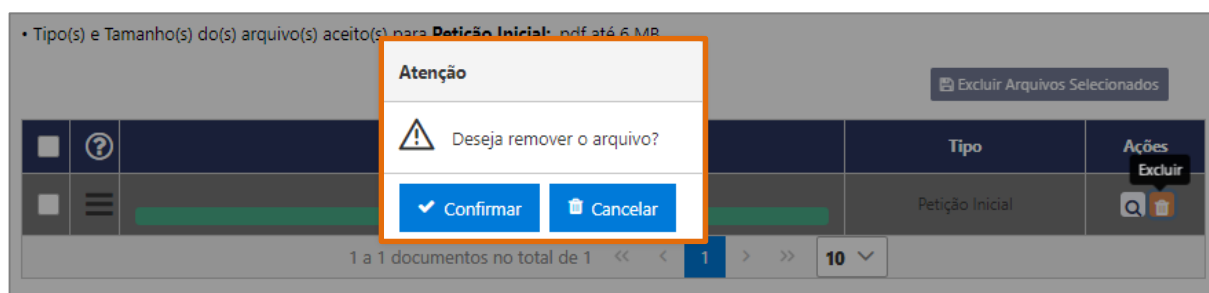 • Tipo(s) e Tamanho(s) do(s) arquivo(s) aceito(s) para Petição Inicial: .pdf até 6 MB
Atenção
Excluir Arquivos Selecionados
Deseja remover o arquivo?
Tipo
Ações
Excluir
Confirmar
Cancelar
Petição Inicial
1 a 1 documentos no total de 1 « < 1 > » 10